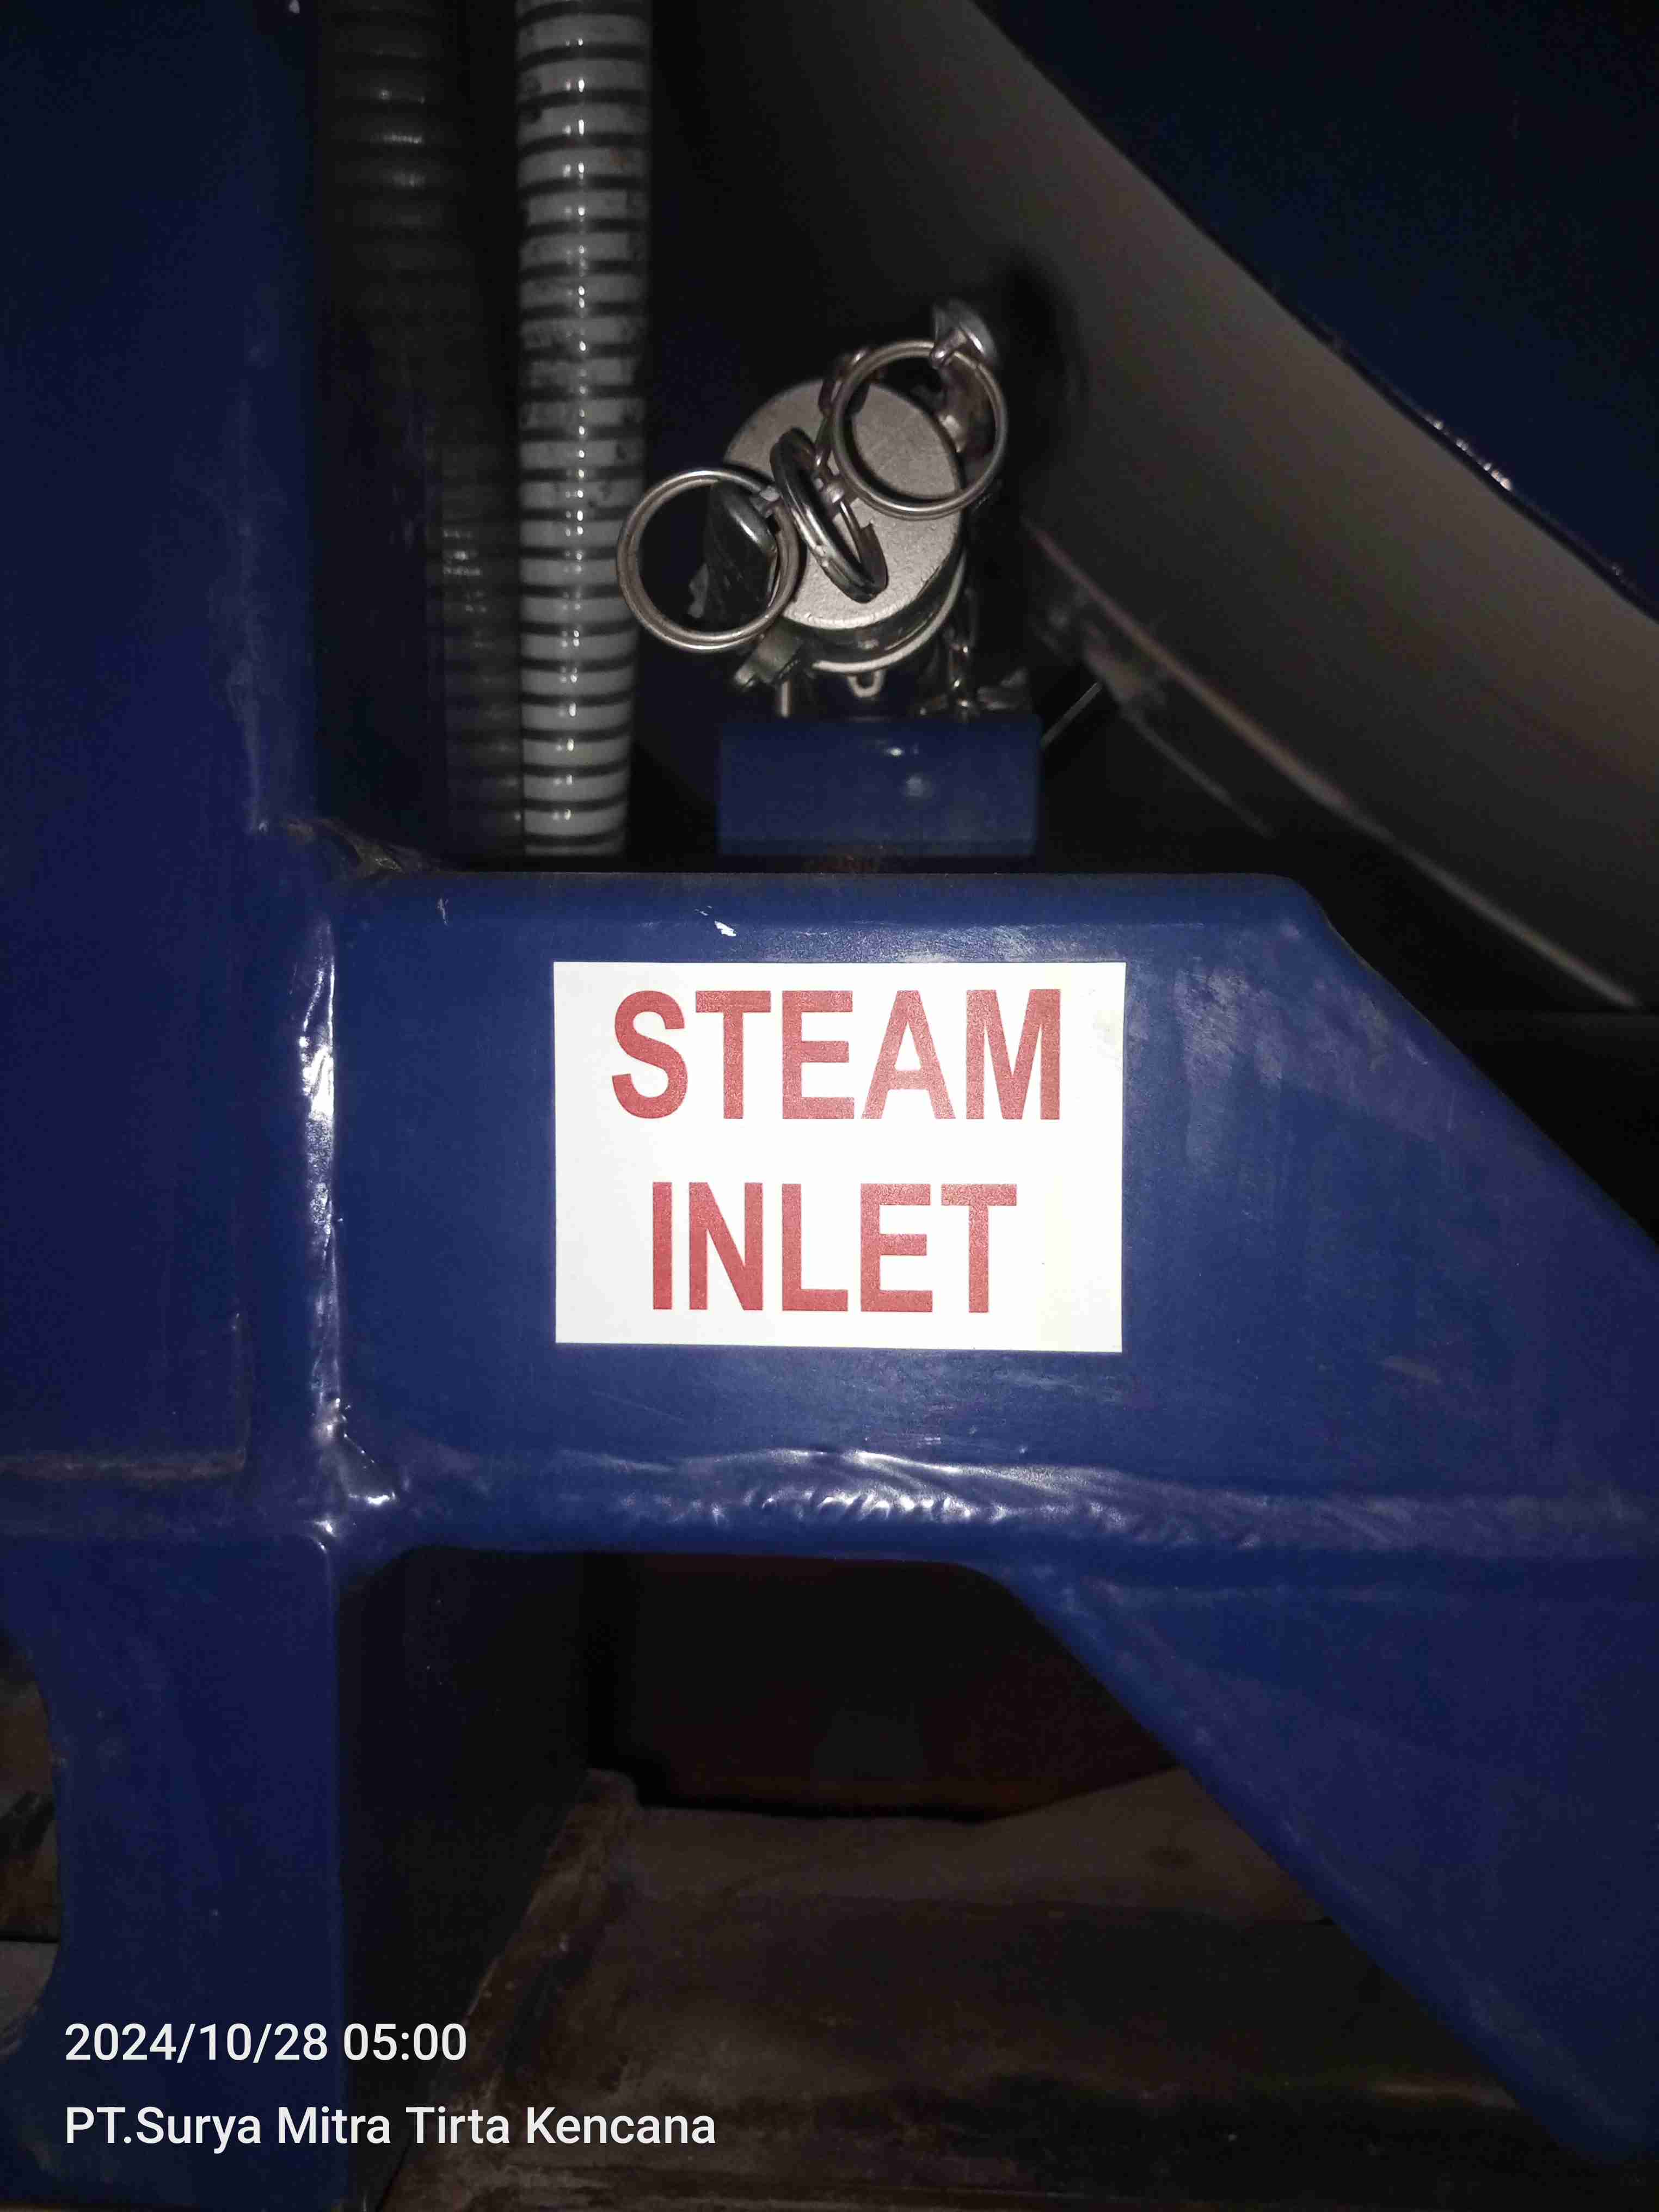 STEAM
INLET
2024/10/28 05:00
PT.Surya Mitra Tirta Kencana